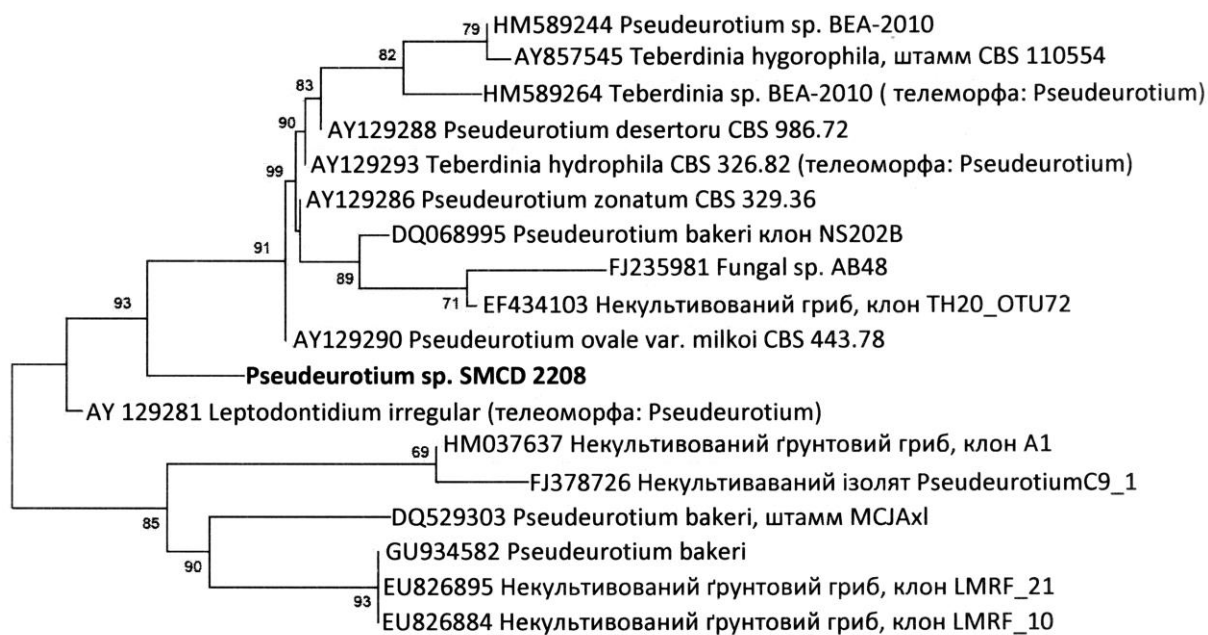 79 HM589244 Pseudeurotium sp. BEA-2010
AY857545 Teberdinia hygorophila, штамм CBS 110554
82
HM589264 Teberdinia sp. BEA-2010 ( телеморфа: Pseudeurotium)
83
AY129288 Pseudeurotium desertoru CBS 986.72
90
AY129293 Teberdinia hydrophila CBS 326.82 (телеоморфа: Pseudeurotium)
99
AY129286 Pseudeurotium zonatum CBS 329.36
DQ068995 Pseudeurotium bakeri клон NS202B
91
FJ235981 Fungal sp. AB48
89
71 EF434103 Некультивований гриб, клон TH20_OTU72
93
AY129290 Pseudeurotium ovale var. milkoi CBS 443.78
Pseudeurotium sp. SMCD 2208
AY 129281 Leptodontidium irregular (телеоморфа: Pseudeurotium)
69 HM037637 Некультивований ґрунтовий гриб, клон A1
FJ378726 Некультиваваний ізолят PseudeurotiumC9_1
85
DQ529303 Pseudeurotium bakeri, штамм MCJAxl
GU934582 Pseudeurotium bakeri
90
EU826895 Некультивований ґрунтовий гриб, клон LMRF_21
93
EU826884 Некультивований ґрунтовий гриб, клон LMRF_10